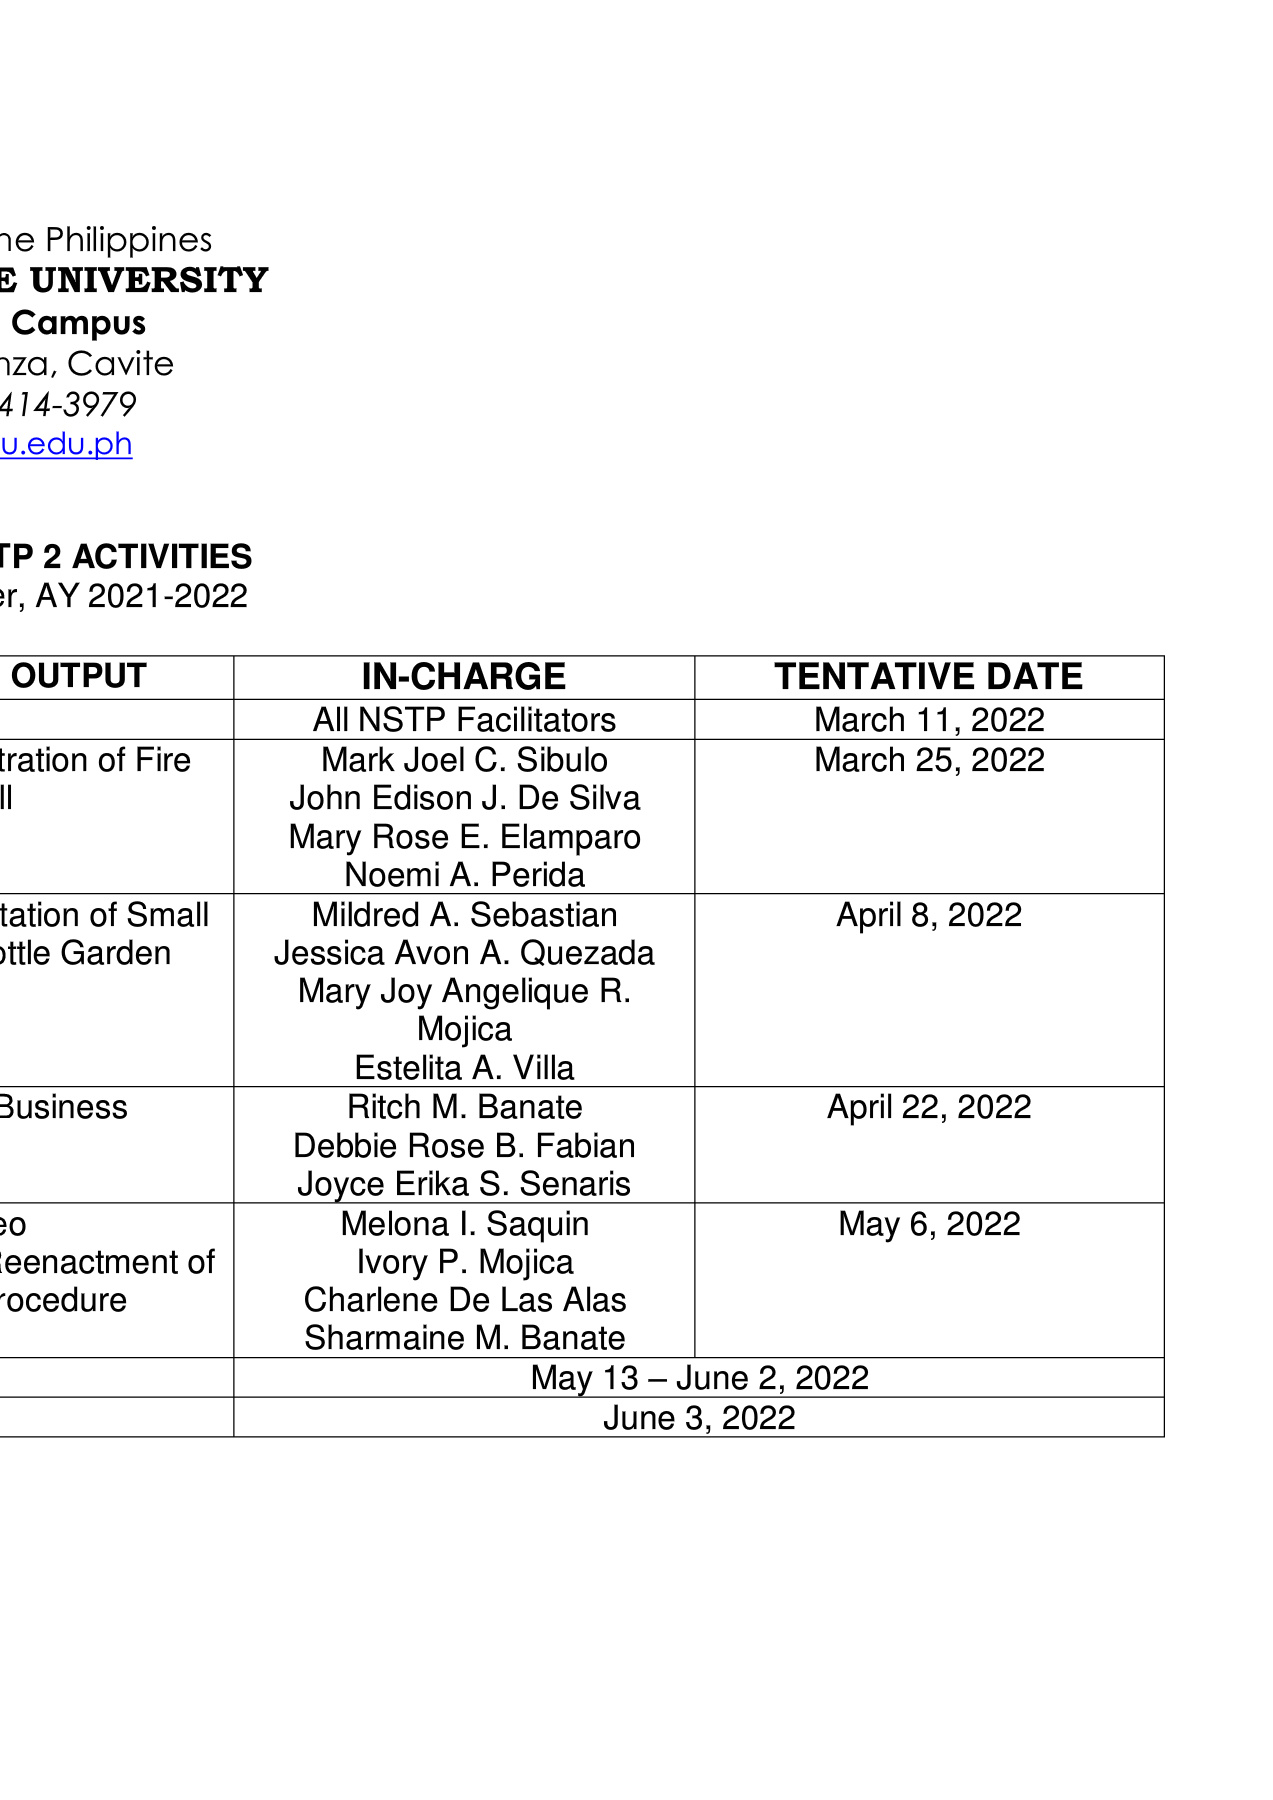 he Philippines
E UNIVERSITY
Campus
nza, Cavite
414-3979
u.edu.ph
TP 2 ACTIVITIES
er, AY 2021-2022
OUTPUT IN-CHARGE TENTATIVE DATE
All NSTP Facilitators March 11, 2022
tration of Fire Mark Joel C. Sibulo March 25, 2022
ll John Edison J. De Silva
Mary Rose E. Elamparo
Noemi A. Perida
tation of Small Mildred A. Sebastian April 8, 2022
ottle Garden Jessica Avon A. Quezada
Mary Joy Angelique R.
Mojica
Estelita A. Villa
Business Ritch M. Banate April 22, 2022
Debbie Rose B. Fabian
Joyce Erika S. Senaris
eo Melona I. Saquin May 6, 2022
Reenactment of Ivory P. Mojica
rocedure Charlene De Las Alas
Sharmaine M. Banate
May 13 – June 2, 2022
June 3, 2022